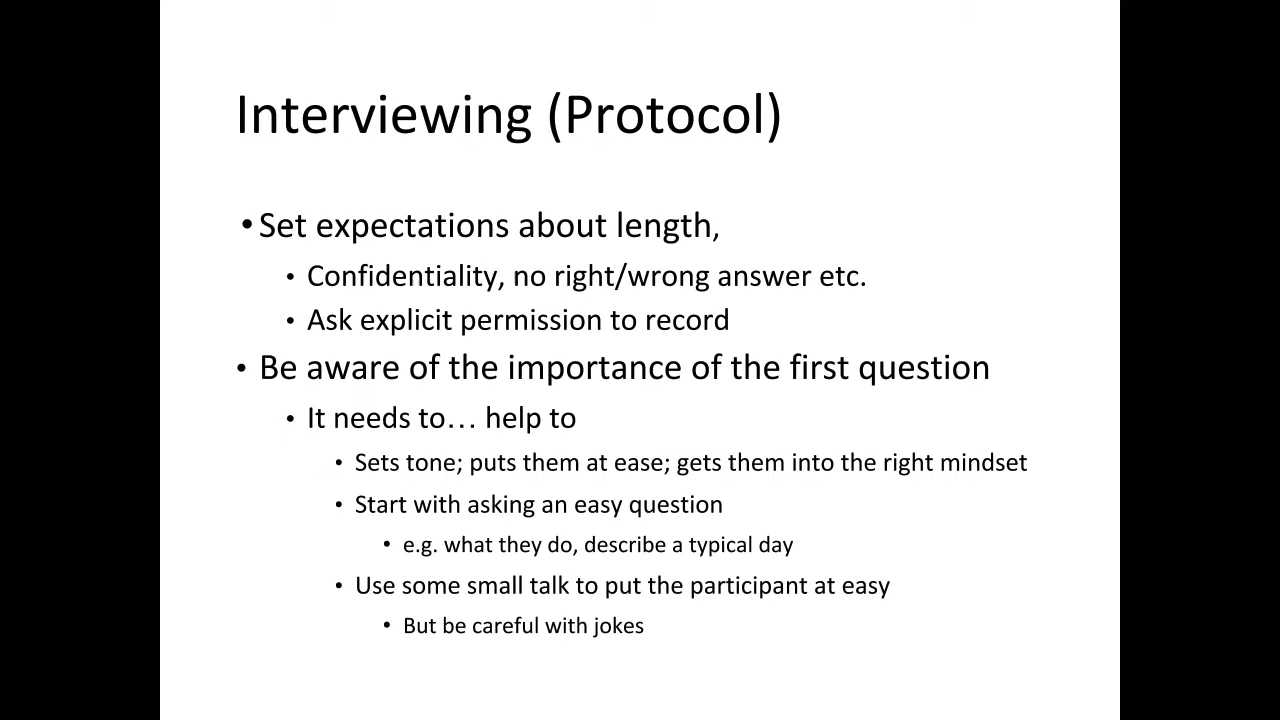 Interviewing (Protocol)
• Set expectations about length,
• Confidentiality, no right/wrong answer etc.
• Ask explicit permission to record
• Be aware of the importance of the first question
• It needs to… help to
• Sets tone; puts them at ease; gets them into the right mindset
• Start with asking an easy question
• e.g. what they do, describe a typical day
• Use some small talk to put the participant at easy
• But be careful with jokes